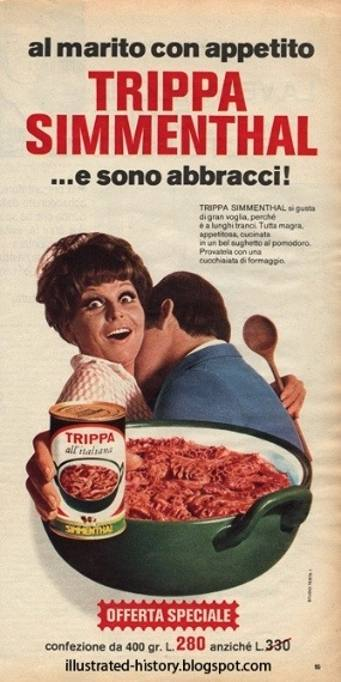 al marito con appetito
TRIPPA
SIMMENTHAL
...e sono abbracci!
TRIPPA SIMMENTHAL si gusta
di gran voglia, perché
è a lunghi tranci. Tutta magra,
appetitosa, cucinata
in un bel sughetto al pomodoro.
Provatela con una
cucchiaiata di formaggio.
TRIPPA
all'italiana
SIMMENTHAL
OFFERTA SPECIALE
confezione da 400 gr. L. 280 anziché L. 330
illustrated-history.blogspot.com